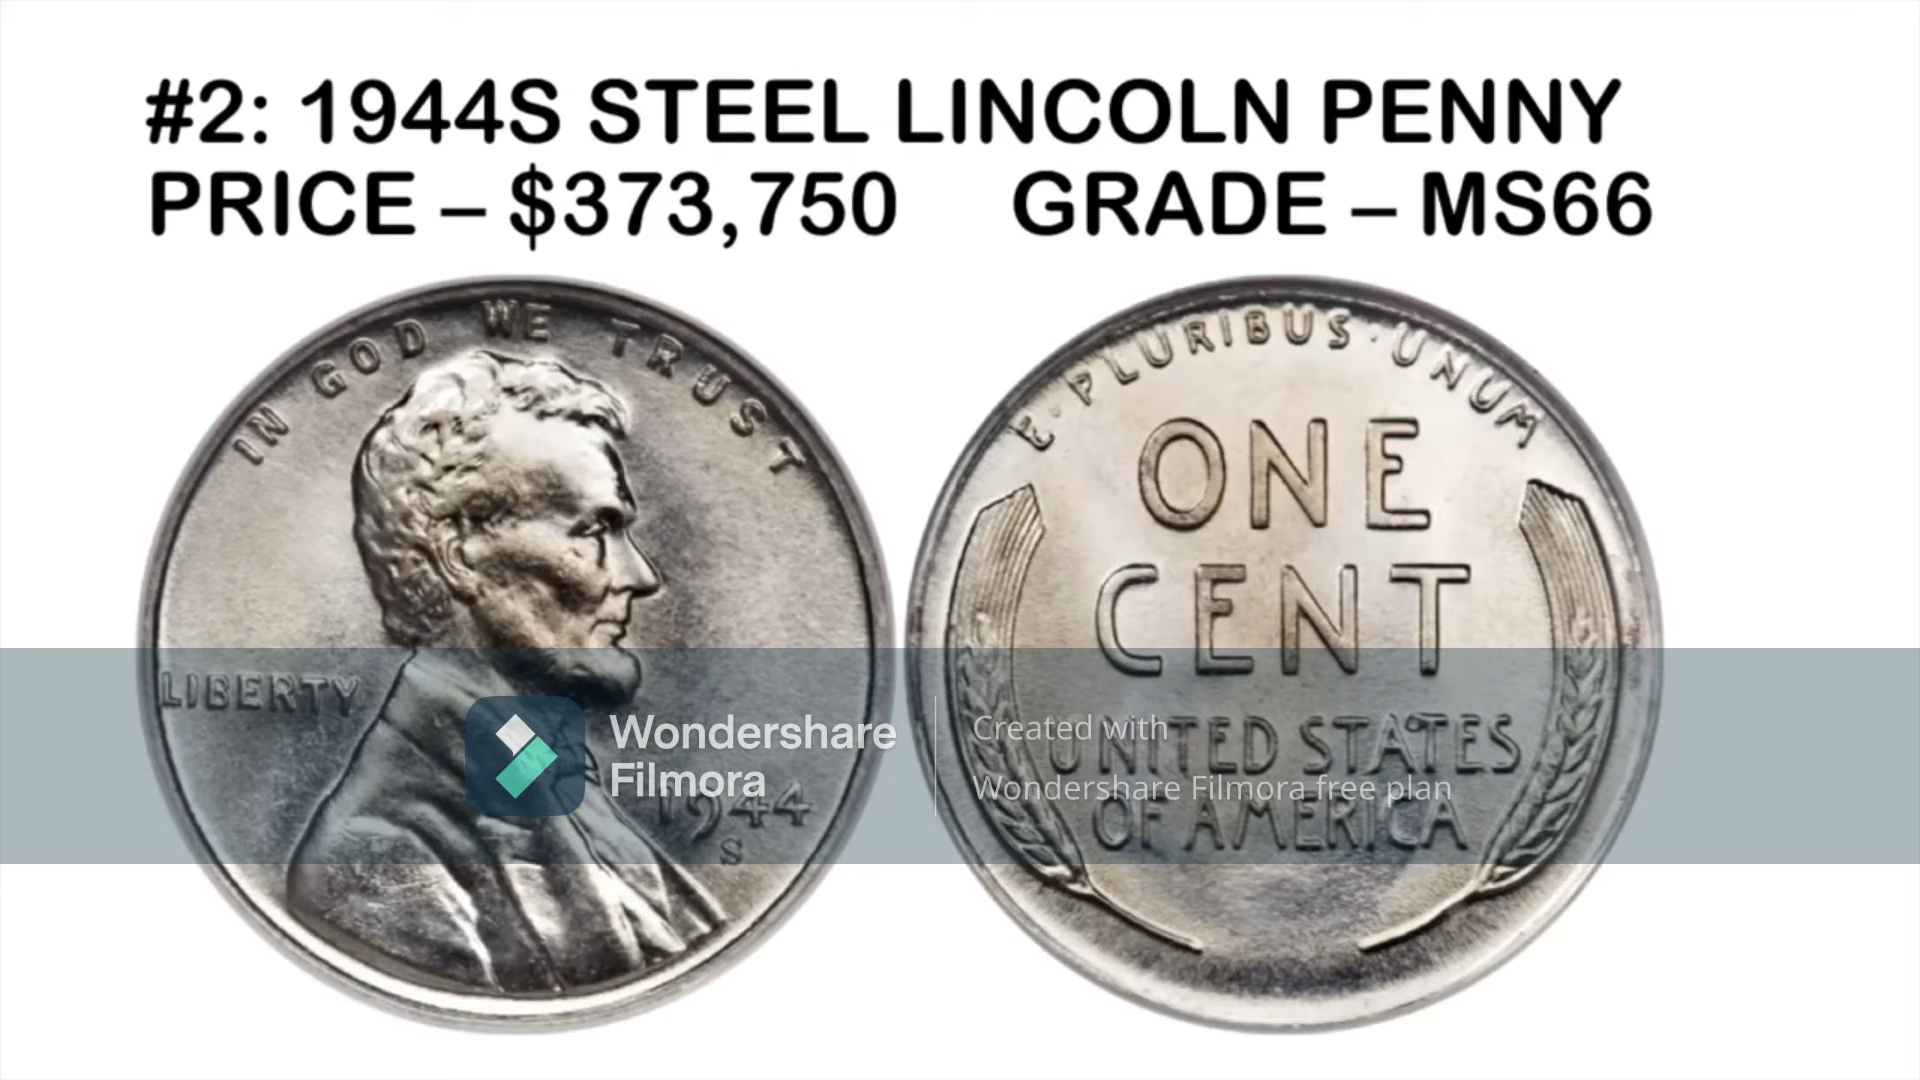 #2: 1944S STEEL LINCOLN PENNY
PRICE – $373,750 GRADE – MS66
IN GOD WE TRUST
LIBERTY
1944
S
E·PLURIBUS·UNUM
ONE
CENT
UNITED STATES
OF AMERICA
Wondershare
Filmora
Created with
Wondershare Filmora free plan